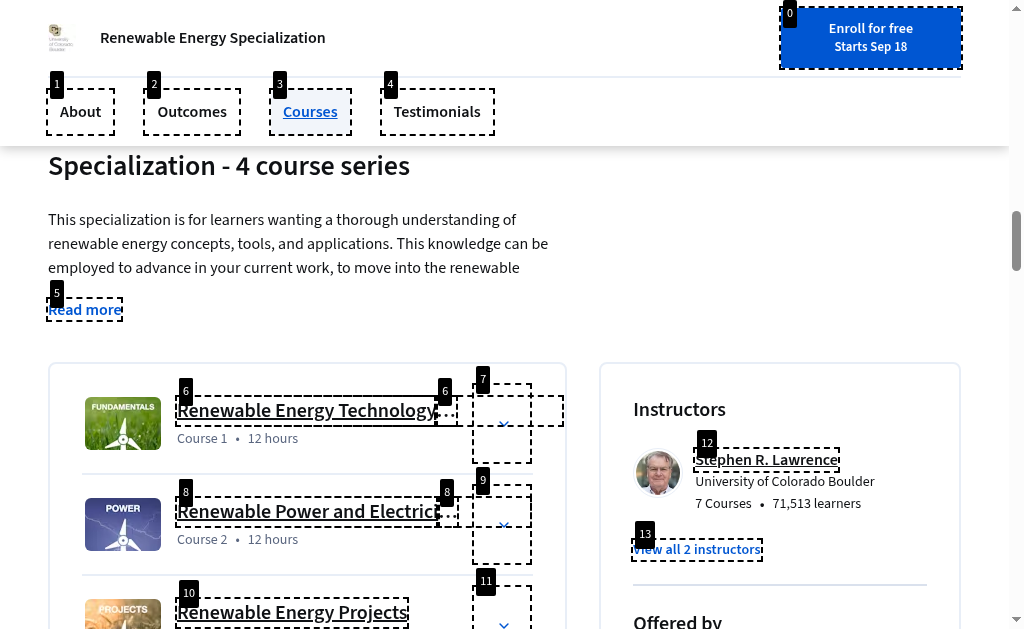 University
of Colorado
Boulder
Renewable Energy Specialization
0
Enroll for free
Starts Sep 18
1
About
2
Outcomes
3
Courses
4
Testimonials
Specialization - 4 course series
This specialization is for learners wanting a thorough understanding of
renewable energy concepts, tools, and applications. This knowledge can be
employed to advance in your current work, to move into the renewable
5
Read more
6
6
7
FUNDAMENTALS
Renewable Energy Technology...
Course 1 • 12 hours
8
8
9
POWER
Renewable Power and Electrici...
Course 2 • 12 hours
10
11
PROJECTS
Renewable Energy Projects
Instructors
12
Stephen R. Lawrence
University of Colorado Boulder
7 Courses • 71,513 learners
13
View all 2 instructors
Offered by